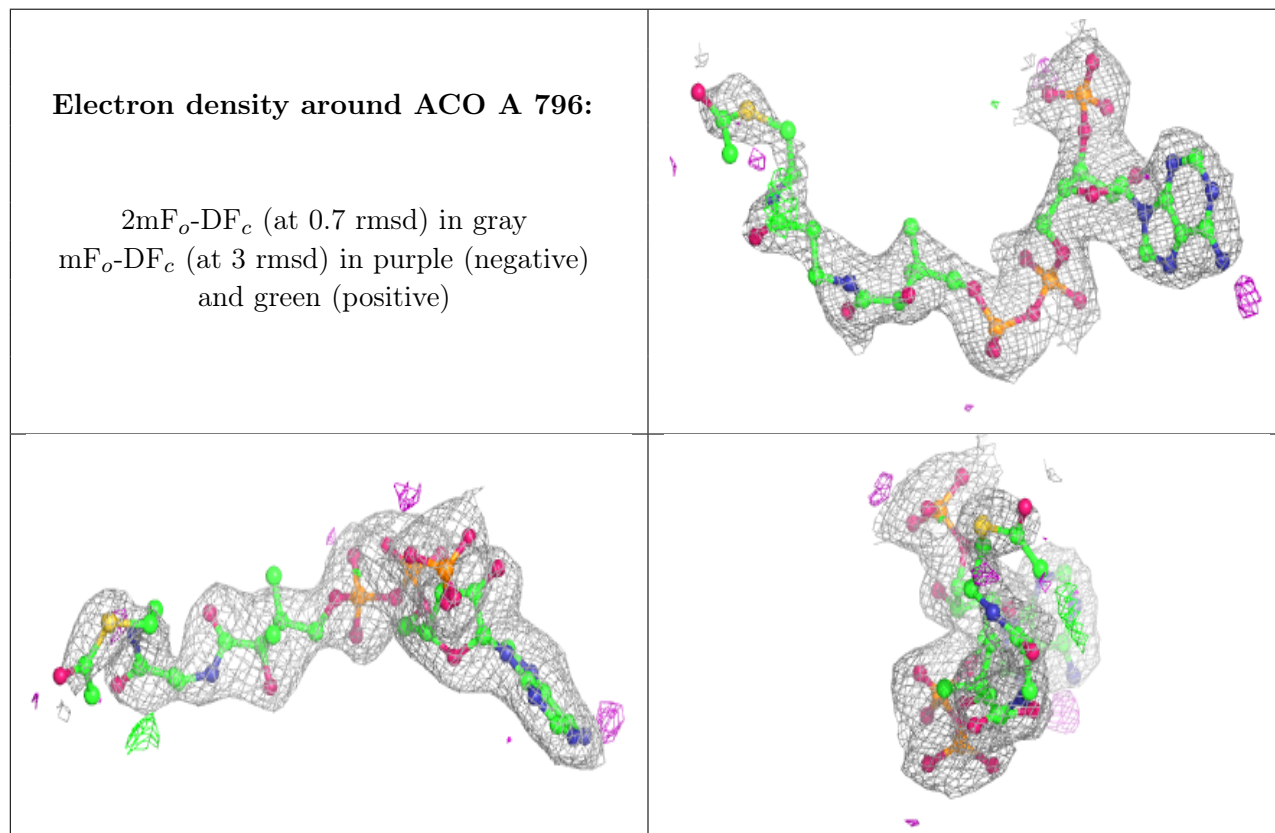 Electron density around ACO A 796:
2mFo-DFc (at 0.7 rmsd) in gray
mFo-DFc (at 3 rmsd) in purple (negative)
and green (positive)